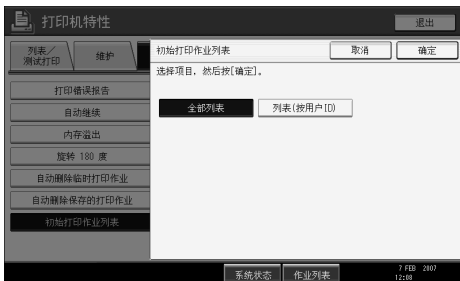 打印机特性
退出
列表/
测试打印
维护
初始打印作业列表
取消
确定
选择项目，然后按[确定]。
打印错误报告
全部列表
列表(按用户ID)
自动继续
内存溢出
旋转 180 度
自动删除临时打印作业
自动删除保存的打印作业
初始打印作业列表
系统状态
作业列表
7 FEB 2007
12:08